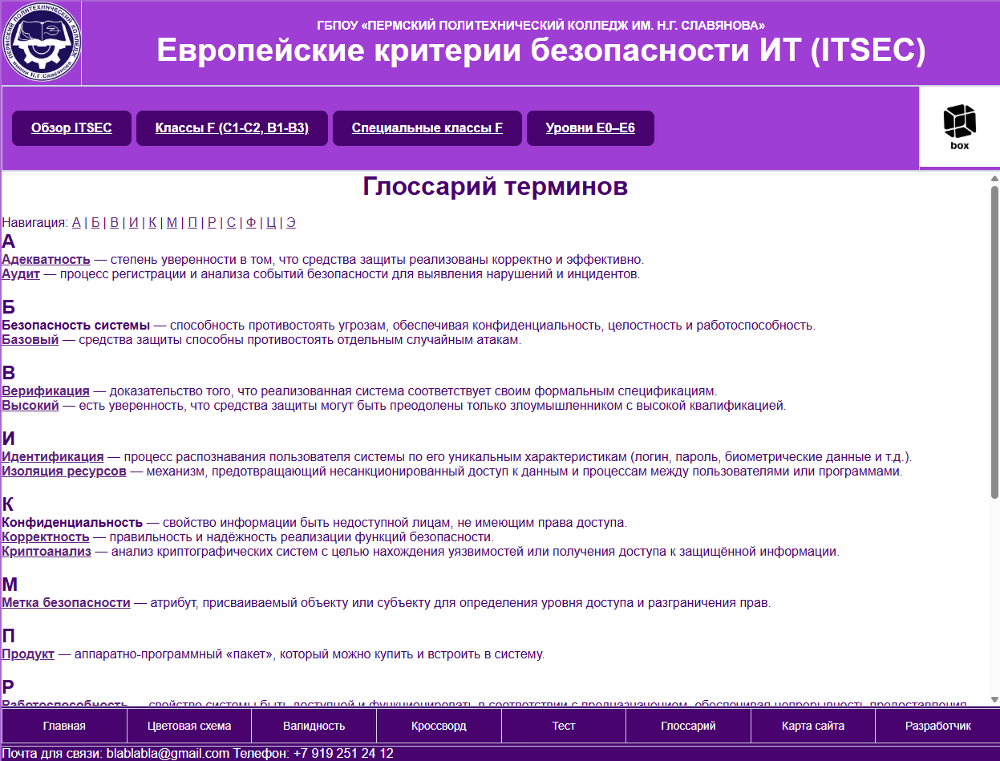 ПЕРМСКИЙ ПОЛИТЕХНИЧЕСКИЙ КОЛЛЕДЖ
имени Н.Г.Славянова
ГБПОУ «ПЕРМСКИЙ ПОЛИТЕХНИЧЕСКИЙ КОЛЛЕДЖ ИМ. Н.Г. СЛАВЯНОВА»
Европейские критерии безопасности ИТ (ITSEC)
Обзор ITSEC
Классы F (C1-C2, B1-B3)
Специальные классы F
Уровни E0–E6
box
Глоссарий терминов
Навигация: А | Б | В | И | К | М | П | Р | С | Ф | Ц | Э
А
Адекватность — степень уверенности в том, что средства защиты реализованы корректно и эффективно.
Аудит — процесс регистрации и анализа событий безопасности для выявления нарушений и инцидентов.
Б
Безопасность системы — способность противостоять угрозам, обеспечивая конфиденциальность, целостность и работоспособность.
Базовый — средства защиты способны противостоять отдельным случайным атакам.
В
Верификация — доказательство того, что реализованная система соответствует своим формальным спецификациям.
Высокий — есть уверенность, что средства защиты могут быть преодолены только злоумышленником с высокой квалификацией.
И
Идентификация — процесс распознавания пользователя системы по его уникальным характеристикам (логин, пароль, биометрические данные и т.д.).
Изоляция ресурсов — механизм, предотвращающий несанкционированный доступ к данным и процессам между пользователями или программами.
К
Конфиденциальность — свойство информации быть недоступной лицам, не имеющим права доступа.
Корректность — правильность и надёжность реализации функций безопасности.
Криптоанализ — анализ криптографических систем с целью нахождения уязвимостей или получения доступа к защищённой информации.
М
Метка безопасности — атрибут, присваиваемый объекту или субъекту для определения уровня доступа и разграничения прав.
П
Продукт — аппаратно-программный «пакет», который можно купить и встроить в систему.
Р
Работоспособность — свойство системы быть доступной и функционировать в соответствии с предназначением, обеспечивая непрерывность предоставления
Главная
Цветовая схема
Валидность
Кроссворд
Тест
Глоссарий
Карта сайта
Разработчик
Почта для связи: blablabla@gmail.com Телефон: +7 919 251 24 12